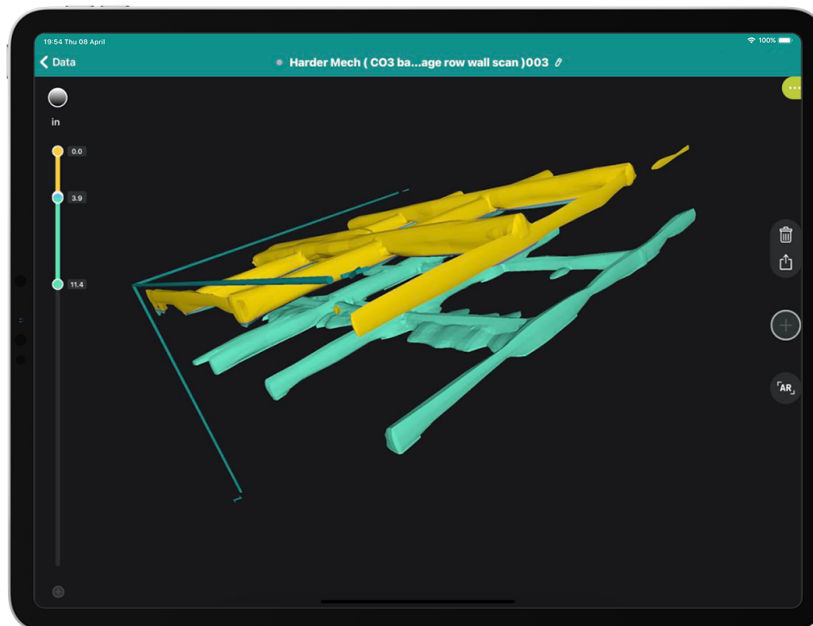 19:54 Thu 08 April
100%
Data
Harder Mech ( CO3 ba...age row wall scan )003
in
0.0
3.9
11.4
AR
1